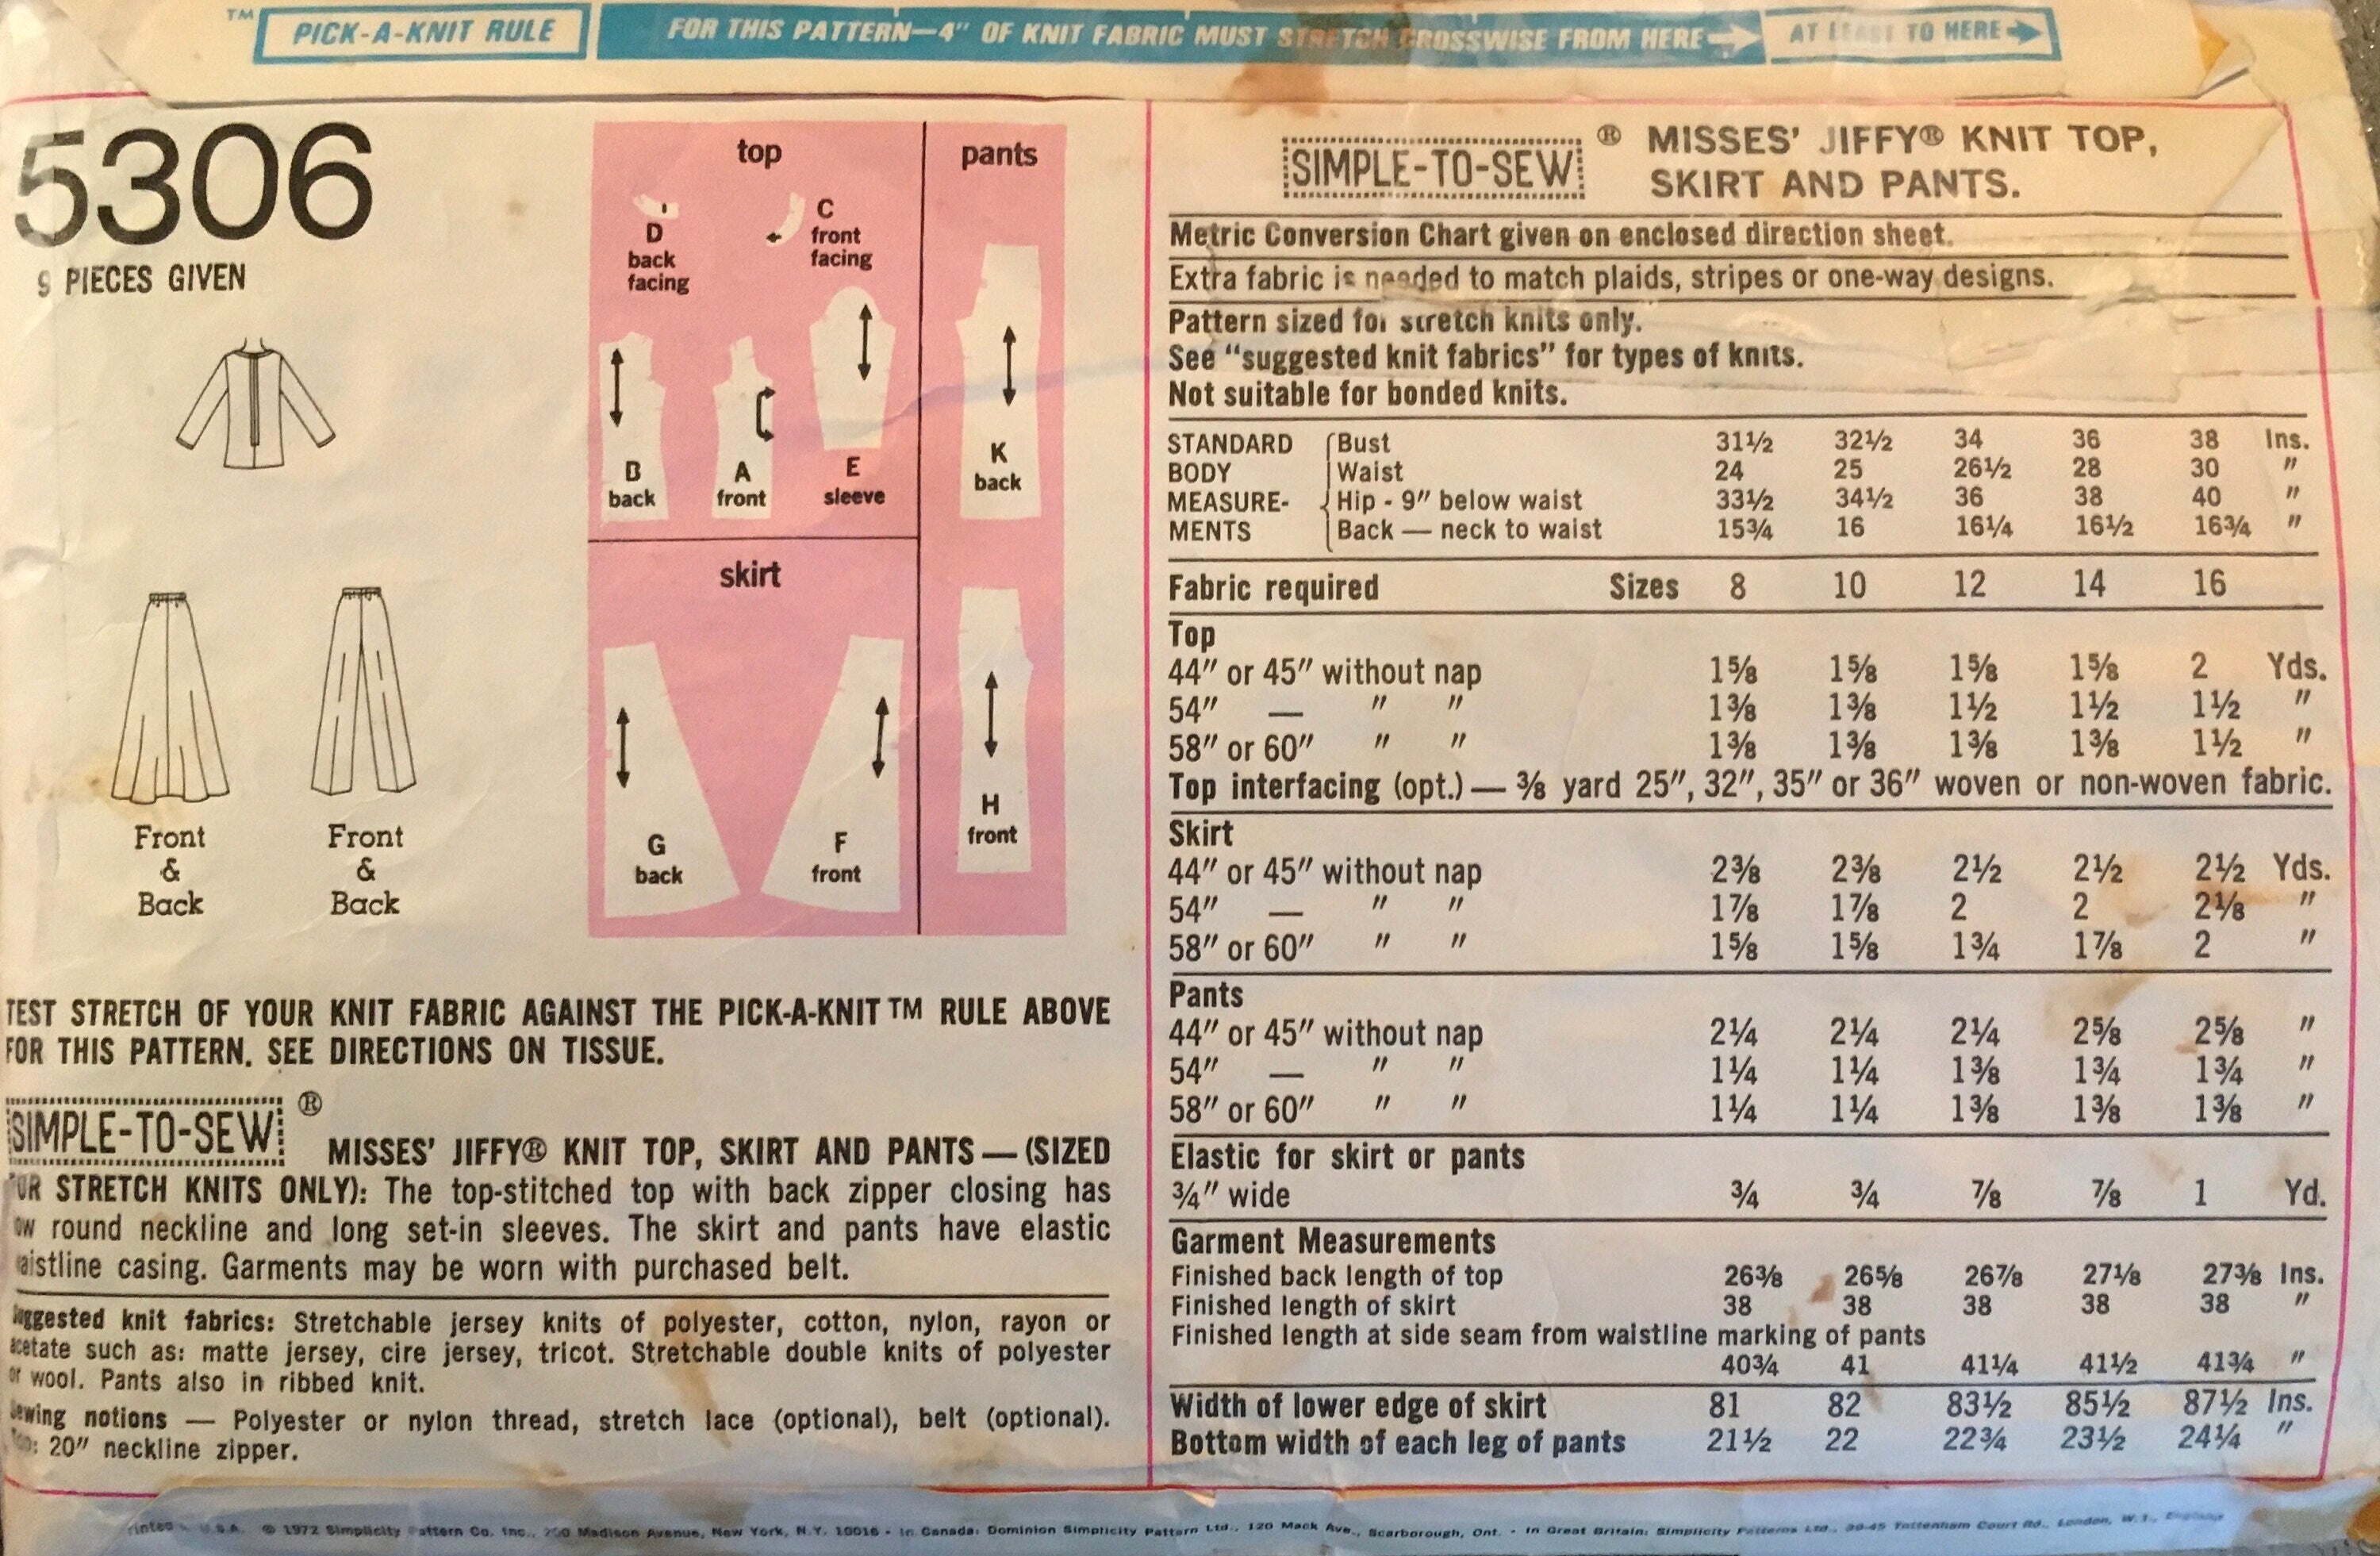 ™ PICK-A-KNIT RULE
FOR THIS PATTERN—4" OF KNIT FABRIC MUST STRETCH CROSSWISE FROM HERE
AT LEAST TO HERE
5306
9 PIECES GIVEN
Front
&
Back
Front
&
Back
top
D
back
facing
C
front
facing
B
back
A
front
E
sleeve
pants
K
back
H
front
skirt
G
back
F
front
TEST STRETCH OF YOUR KNIT FABRIC AGAINST THE PICK-A-KNIT™ RULE ABOVE
FOR THIS PATTERN. SEE DIRECTIONS ON TISSUE.
SIMPLE-TO-SEW ® MISSES' JIFFY® KNIT TOP, SKIRT AND PANTS — (SIZED
FOR STRETCH KNITS ONLY): The top-stitched top with back zipper closing has
round neckline and long set-in sleeves. The skirt and pants have elastic
waistline casing. Garments may be worn with purchased belt.
Suggested knit fabrics: Stretchable jersey knits of polyester, cotton, nylon, rayon or
acetate such as: matte jersey, cire jersey, tricot. Stretchable double knits of polyester
or wool. Pants also in ribbed knit.
Sewing notions — Polyester or nylon thread, stretch lace (optional), belt (optional).
Top: 20" neckline zipper.
SIMPLE-TO-SEW ® MISSES' JIFFY® KNIT TOP,
SKIRT AND PANTS.
Metric Conversion Chart given on enclosed direction sheet.
Extra fabric is needed to match plaids, stripes or one-way designs.
Pattern sized for stretch knits only.
See "suggested knit fabrics" for types of knits.
Not suitable for bonded knits.
STANDARD Bust 31½ 32½ 34 36 38 Ins.
BODY Waist 24 25 26½ 28 30 "
MEASURE- Hip - 9" below waist 33½ 34½ 36 38 40 "
MENTS Back — neck to waist 15¾ 16 16¼ 16½ 16¾ "
Fabric required Sizes 8 10 12 14 16
Top
44" or 45" without nap 1⅝ 1⅝ 1⅝ 1⅝ 2 Yds.
54" — " " 1⅜ 1⅜ 1½ 1½ 1½ "
58" or 60" " " 1⅜ 1⅜ 1⅜ 1⅜ 1½ "
Top interfacing (opt.) — ⅜ yard 25", 32", 35" or 36" woven or non-woven fabric.
Skirt
44" or 45" without nap 2⅜ 2⅜ 2½ 2½ 2½ Yds.
54" — " " 1⅞ 1⅞ 2 2 2⅛ "
58" or 60" " " 1⅝ 1⅝ 1¾ 1⅞ 2 "
Pants
44" or 45" without nap 2¼ 2¼ 2¼ 2⅝ 2⅝ "
54" — " " 1¼ 1¼ 1⅜ 1¾ 1¾ "
58" or 60" " " 1¼ 1¼ 1⅜ 1⅜ 1⅜ "
Elastic for skirt or pants
¾" wide ¾ ¾ ⅞ ⅞ 1 Yd.
Garment Measurements
Finished back length of top 26⅜ 26⅝ 26⅞ 27⅛ 27⅜ Ins.
Finished length of skirt 38 38 38 38 38 "
Finished length at side seam from waistline marking of pants
40¾ 41 41¼ 41½ 41¾ "
Width of lower edge of skirt 81 82 83½ 85½ 87½ Ins.
Bottom width of each leg of pants 21½ 22 22¾ 23½ 24¼ "
U.S.A. © 1972 Simplicity Pattern Co. Inc., 200 Madison Avenue, New York, N.Y. 10016 • In Canada: Dominion Simplicity Pattern Ltd., 120 Mack Ave., Scarborough, Ont. • In Great Britain: Simplicity Patterns Ltd., 39-45 Tottenham Court Rd., London, W.1., England